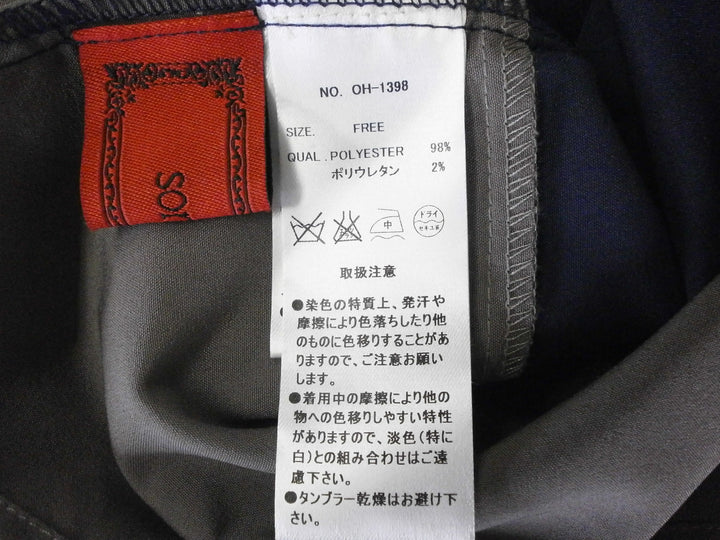 NO. OH-1398
SIZE. FREE
QUAL. POLYESTER 98%
ポリウレタン 2%
中
ドライ
セキユ系
取扱注意
●染色の特質上、発汗や
摩擦により色落ちしたり他
のものに色移りすることがあ
りますので、ご注意お願い
します。
●着用中の摩擦により他の
物への色移りしやすい特性
がありますので、淡色(特に
白)との組み合わせはご遠
慮下さい。
●タンブラー乾燥はお避け下
さい。